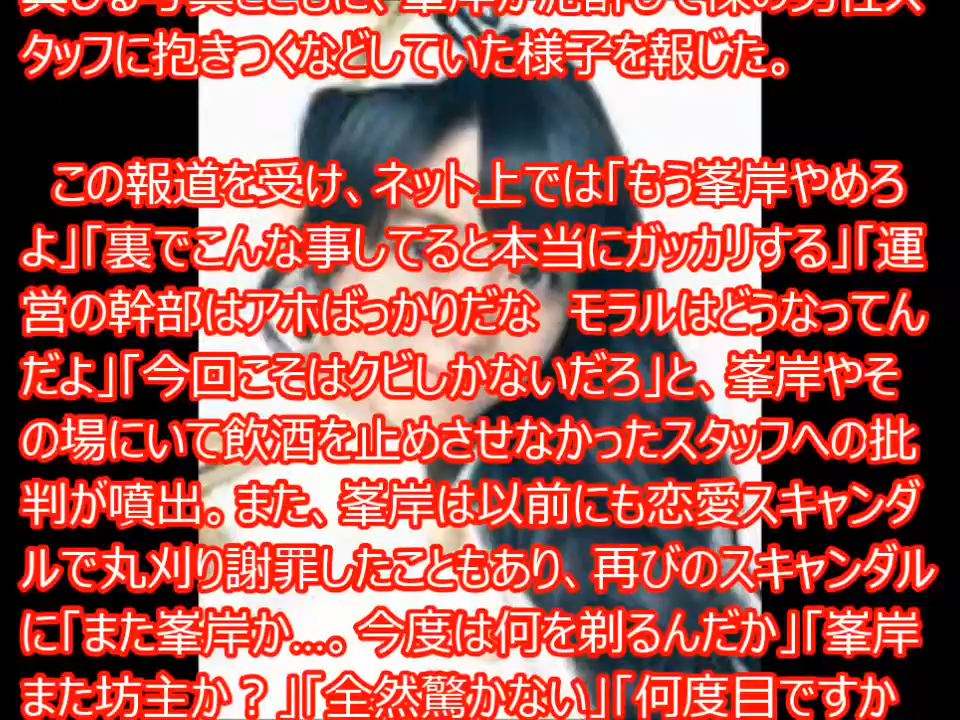 タッフに抱きつくなどしていた様子を報じた。
この報道を受け、ネット上では「もう峯岸やめろ
よ」「裏でこんな事してると本当にガッカリする」「運
営の幹部はアホばっかりだな　モラルはどうなってん
だよ」「今回こそはクビしかないだろ」と、峯岸やそ
の場にいて飲酒を止めさせなかったスタッフへの批
判が噴出。また、峯岸は以前にも恋愛スキャンダ
ルで丸刈り謝罪したこともあり、再びのスキャンダル
に「また峯岸か…。今度は何を剃るんだか」「峯岸
また坊主か？」「全然驚かない」「何度目ですか